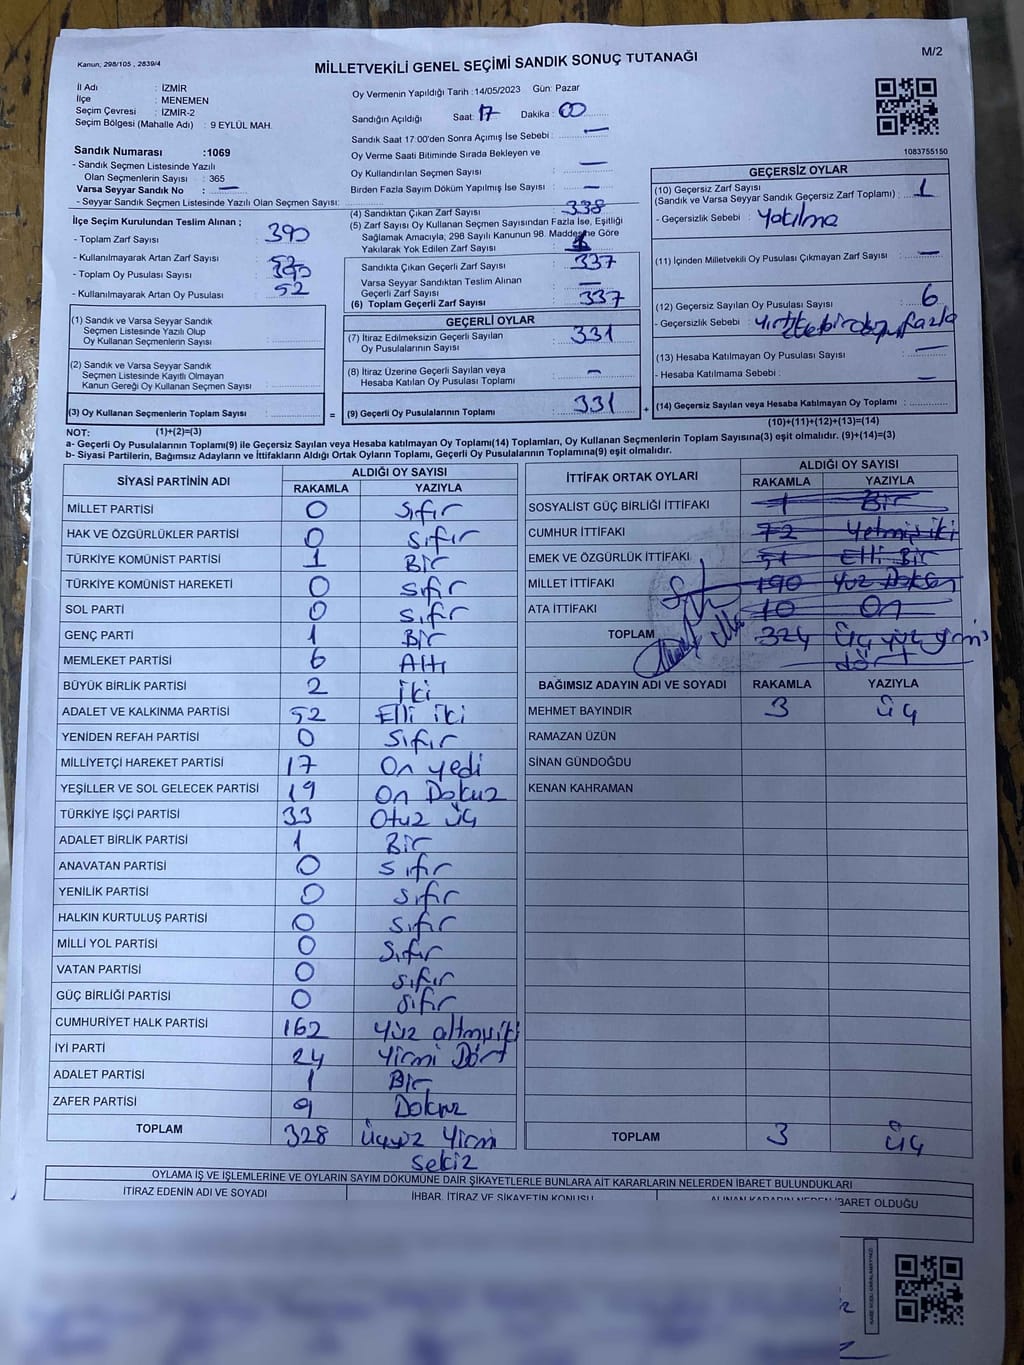 Kanun; 298/105 , 2839/4
M/2
MİLLETVEKİLİ GENEL SEÇİMİ SANDIK SONUÇ TUTANAĞI
İl Adı : İZMİR
İlçe : MENEMEN
Seçim Çevresi : İZMİR-2
Seçim Bölgesi (Mahalle Adı) : 9 EYLÜL MAH.
Sandık Numarası :1069
- Sandık Seçmen Listesinde Yazılı
Olan Seçmenlerin Sayısı : 365
Varsa Seyyar Sandık No : —
- Seyyar Sandık Seçmen Listesinde Yazılı Olan Seçmen Sayısı:
Oy Vermenin Yapıldığı Tarih :14/05/2023 Gün: Pazar
Sandığın Açıldığı Saat: 17 Dakika : 00
Sandık Saat 17:00'den Sonra Açılmış İse Sebebi : —
Oy Verme Saati Bitiminde Sırada Bekleyen ve
Oy Kullandırılan Seçmen Sayısı : —
Birden Fazla Sayım Döküm Yapılmış İse Sayısı : —
1083755150
İlçe Seçim Kurulundan Teslim Alınan ;
- Toplam Zarf Sayısı : 390
- Kullanılmayarak Artan Zarf Sayısı : 52
- Toplam Oy Pusulası Sayısı : 390
- Kullanılmayarak Artan Oy Pusulası : 52
(1) Sandık ve Varsa Seyyar Sandık
Seçmen Listesinde Yazılı Olup
Oy Kullanan Seçmenlerin Sayısı :
(2) Sandık ve Varsa Seyyar Sandık
Seçmen Listesinde Kayıtlı Olmayan
Kanun Gereği Oy Kullanan Seçmen Sayısı :
(3) Oy Kullanan Seçmenlerin Toplam Sayısı :
(1)+(2)=(3)
(4) Sandıktan Çıkan Zarf Sayısı : 338
(5) Zarf Sayısı Oy Kullanan Seçmen Sayısından Fazla İse, Eşitliği
Sağlamak Amacıyla; 298 Sayılı Kanunun 98. Maddesine Göre
Yakılarak Yok Edilen Zarf Sayısı : 1
Sandıkta Çıkan Geçerli Zarf Sayısı : 337
Varsa Seyyar Sandıktan Teslim Alınan
Geçerli Zarf Sayısı : —
(6) Toplam Geçerli Zarf Sayısı : 337
GEÇERLİ OYLAR
(7) İtiraz Edilmeksizin Geçerli Sayılan
Oy Pusulalarının Sayısı : 331
(8) İtiraz Üzerine Geçerli Sayılan veya
Hesaba Katılan Oy Pusulası Toplamı : —
= (9) Geçerli Oy Pusulalarının Toplamı : 331
GEÇERSİZ OYLAR
(10) Geçersiz Zarf Sayısı
(Sandık ve Varsa Seyyar Sandık Geçersiz Zarf Toplamı) : 1
- Geçersizlik Sebebi : Yakılma
(11) İçinden Milletvekili Oy Pusulası Çıkmayan Zarf Sayısı : —
(12) Geçersiz Sayılan Oy Pusulası Sayısı : 6
- Geçersizlik Sebebi :
(13) Hesaba Katılmayan Oy Pusulası Sayısı : —
- Hesaba Katılmama Sebebi : —
+ (14) Geçersiz Sayılan veya Hesaba Katılmayan Oy Toplamı :
(10)+(11)+(12)+(13)=(14)
NOT:
a- Geçerli Oy Pusulalarının Toplamı(9) ile Geçersiz Sayılan veya Hesaba katılmayan Oy Toplam(14) Toplamları, Oy Kullanan Seçmenlerin Toplam Sayısına(3) eşit olmalıdır. (9)+(14)=(3)
b- Siyasi Partilerin, Bağımsız Adayların ve İttifakların Aldığı Ortak Oyların Toplamı, Geçerli Oy Pusulalarının Toplamına(9) eşit olmalıdır.
SİYASİ PARTİNİN ADI ALDIĞI OY SAYISI
RAKAMLA YAZIYLA
MİLLET PARTİSİ 0 Sıfır
HAK VE ÖZGÜRLÜKLER PARTİSİ 0 Sıfır
TÜRKİYE KOMÜNİST PARTİSİ 1 Bir
TÜRKİYE KOMÜNİST HAREKETİ 0 Sıfır
SOL PARTİ 0 Sıfır
GENÇ PARTİ 1 Bir
MEMLEKET PARTİSİ 6 Altı
BÜYÜK BİRLİK PARTİSİ 2 İki
ADALET VE KALKINMA PARTİSİ 52 Elli iki
YENİDEN REFAH PARTİSİ 0 Sıfır
MİLLİYETÇİ HAREKET PARTİSİ 17 On yedi
YEŞİLLER VE SOL GELECEK PARTİSİ 19 On Dokuz
TÜRKİYE İŞÇİ PARTİSİ 33 Otuz üç
ADALET BİRLİK PARTİSİ 1 Bir
ANAVATAN PARTİSİ 0 Sıfır
YENİLİK PARTİSİ 0 Sıfır
HALKIN KURTULUŞ PARTİSİ 0 Sıfır
MİLLİ YOL PARTİSİ 0 Sıfır
VATAN PARTİSİ 0 Sıfır
GÜÇ BİRLİĞİ PARTİSİ 0 Sıfır
CUMHURİYET HALK PARTİSİ 162 Yüz altmışiki
İYİ PARTİ 24 Yirmi Dört
ADALET PARTİSİ 1 Bir
ZAFER PARTİSİ 9 Dokuz
TOPLAM 328 Üçyüz Yirmi
sekiz
İTTİFAK ORTAK OYLARI ALDIĞI OY SAYISI
RAKAMLA YAZIYLA
SOSYALİST GÜÇ BİRLİĞİ İTTİFAKI 1 Bir
CUMHUR İTTİFAKI 72 Yetmiş iki
EMEK VE ÖZGÜRLÜK İTTİFAKI 51 Elli Bir
MİLLET İTTİFAKI 190 Yüz Doksan
ATA İTTİFAKI 10 On
TOPLAM 324 Üç yüz yirmi
dört
BAĞIMSIZ ADAYIN ADI VE SOYADI RAKAMLA YAZIYLA
MEHMET BAYINDIR 3 üç
RAMAZAN ÜZÜN
SİNAN GÜNDOĞDU
KENAN KAHRAMAN
TOPLAM 3 üç
OYLAMA İŞ VE İŞLEMLERİNE VE OYLARIN SAYIM DÖKÜMÜNE DAİR ŞİKAYETLERLE BUNLARA AİT KARARLARIN NELERDEN İBARET BULUNDUKLARI
İTİRAZ EDENİN ADI VE SOYADI İHBAR, İTİRAZ VE ŞİKAYETİN KONUSU ALINAN KARARIN NEDEN İBARET OLDUĞU